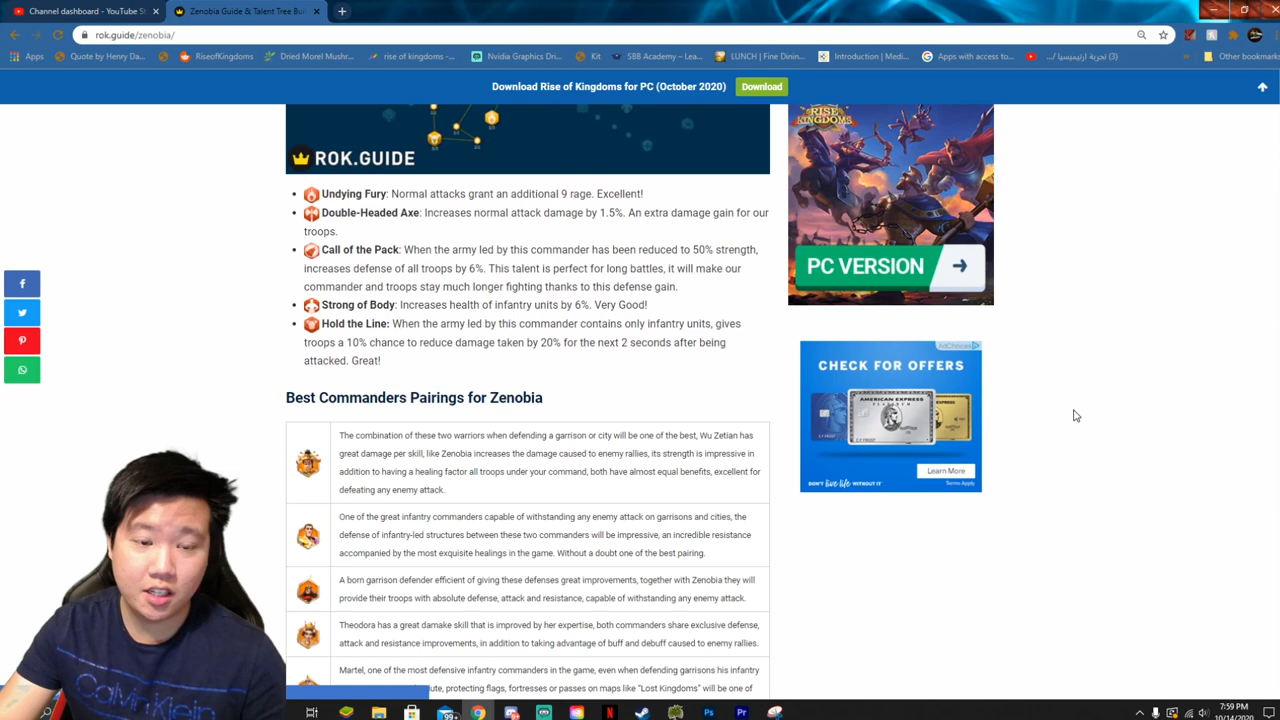 Channel dashboard - YouTube S
Zenobia Guide & Talent Tree Bui
rok.guide/zenobia/
Apps
Quote by Henry Da...
RiseofKingdoms
Dried Morel Mushr...
rise of kingdoms -...
Nvidia Graphics Dri...
Kit
SBB Academy – Lea...
LUNCH | Fine Dinin...
Introduction | Medi...
Apps with access to...
(3) تجربة ارتيميسيا /...
Other bookmarks
Download Rise of Kingdoms for PC (October 2020)
Download
ROK.GUIDE
RISE
KINGDOMS
PC VERSION
Undying Fury: Normal attacks grant an additional 9 rage. Excellent!
Double-Headed Axe: Increases normal attack damage by 1.5%. An extra damage gain for our
troops.
Call of the Pack: When the army led by this commander has been reduced to 50% strength,
increases defense of all troops by 6%. This talent is perfect for long battles, it will make our
commander and troops stay much longer fighting thanks to this defense gain.
Strong of Body: Increases health of infantry units by 6%. Very Good!
Hold the Line: When the army led by this commander contains only infantry units, gives
troops a 10% chance to reduce damage taken by 20% for the next 2 seconds after being
attacked. Great!
AdChoices
CHECK FOR OFFERS
AMERICAN EXPRESS
Learn More
DON'T live life WITHOUT IT
Terms Apply
Best Commanders Pairings for Zenobia
The combination of these two warriors when defending a garrison or city will be one of the best, Wu Zetian has
great damage per skill, like Zenobia increases the damage caused to enemy rallies, its strength is impressive in
addition to having a healing factor all troops under your command, both have almost equal benefits, excellent for
defeating any enemy attack.
One of the great infantry commanders capable of withstanding any enemy attack on garrisons and cities, the
defense of infantry-led structures between these two commanders will be impressive, an incredible resistance
accompanied by the most exquisite healings in the game. Without a doubt one of the best pairing.
A born garrison defender efficient of giving these defenses great improvements, together with Zenobia they will
provide their troops with absolute defense, attack and resistance, capable of withstanding any enemy attack.
Theodora has a great damake skill that is improved by her expertise, both commanders share exclusive defense,
attack and resistance improvements, in addition to taking advantage of buff and debuff caused to enemy rallies.
Martel, one of the most defensive infantry commanders in the game, even when defending garrisons his infantry
protecting flags, fortresses or passes on maps like "Lost Kingdoms" will be one of
Calvin Klein
99+
7:59 PM
10/14/2020